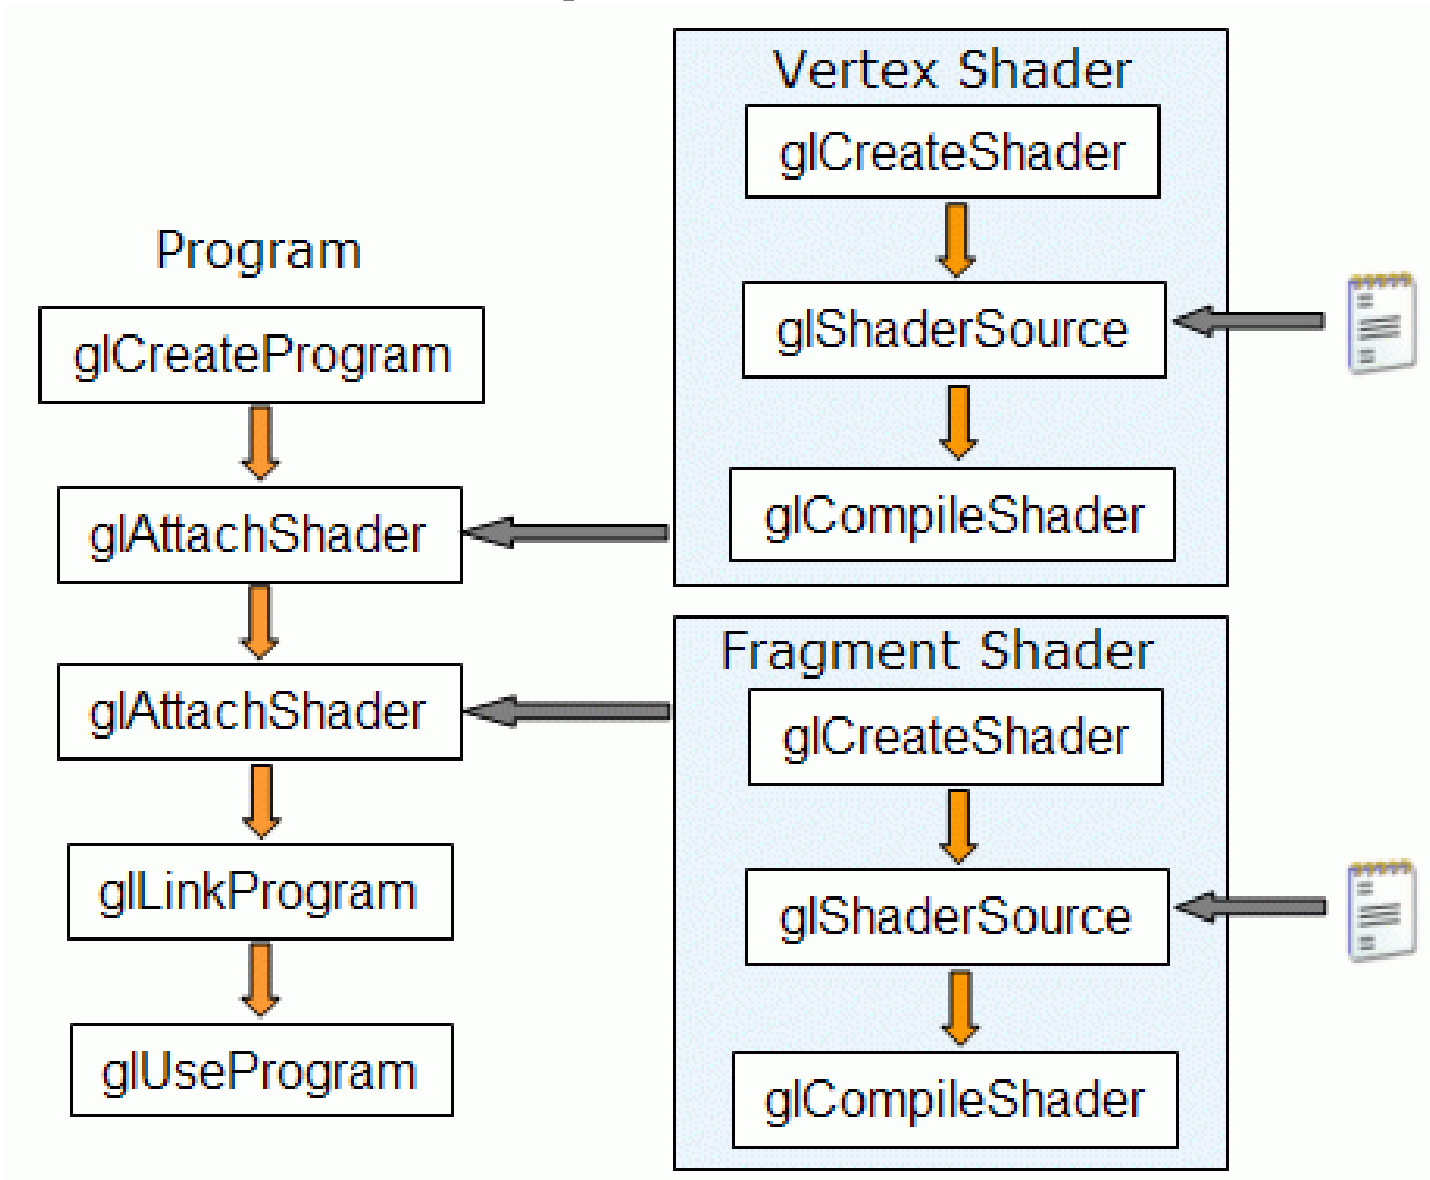 Program
glCreateProgram
glAttachShader
glAttachShader
glLinkProgram
glUseProgram
Vertex Shader
glCreateShader
glShaderSource
glCompileShader
Fragment Shader
glCreateShader
glShaderSource
glCompileShader